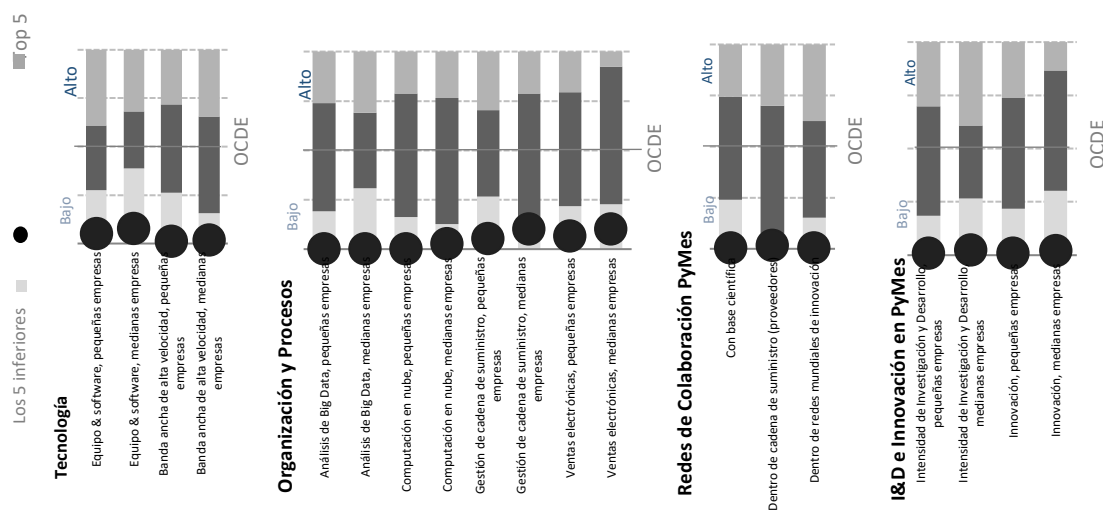 Los 5 inferiores
Top 5
Tecnología
Bajo
Alto
OCDE
Equipo & software, pequeñas empresas
Equipo & software, medianas empresas
Banda ancha de alta velocidad, pequeñas
empresas
Banda ancha de alta velocidad, medianas
empresas
Organización y Procesos
Bajo
Alto
OCDE
Análisis de Big Data, pequeñas empresas
Análisis de Big Data, medianas empresas
Computación en nube, pequeñas empresas
Computación en nube, medianas empresas
Gestión de cadena de suministro, pequeñas
empresas
Gestión de cadena de suministro, medianas
empresas
Ventas electrónicas, pequeñas empresas
Ventas electrónicas, medianas empresas
Redes de Colaboración PyMes
Bajo
Alto
OCDE
Con base científica
Dentro de cadena de suministro (proveedores)
Dentro de redes mundiales de innovación
I&D e Innovación en PyMes
Bajo
Alto
OCDE
Intensidad de Investigación y Desarrollo
pequeñas empresas
Intensidad de Investigación y Desarrollo
medianas empresas
Innovación, pequeñas empresas
Innovación, medianas empresas